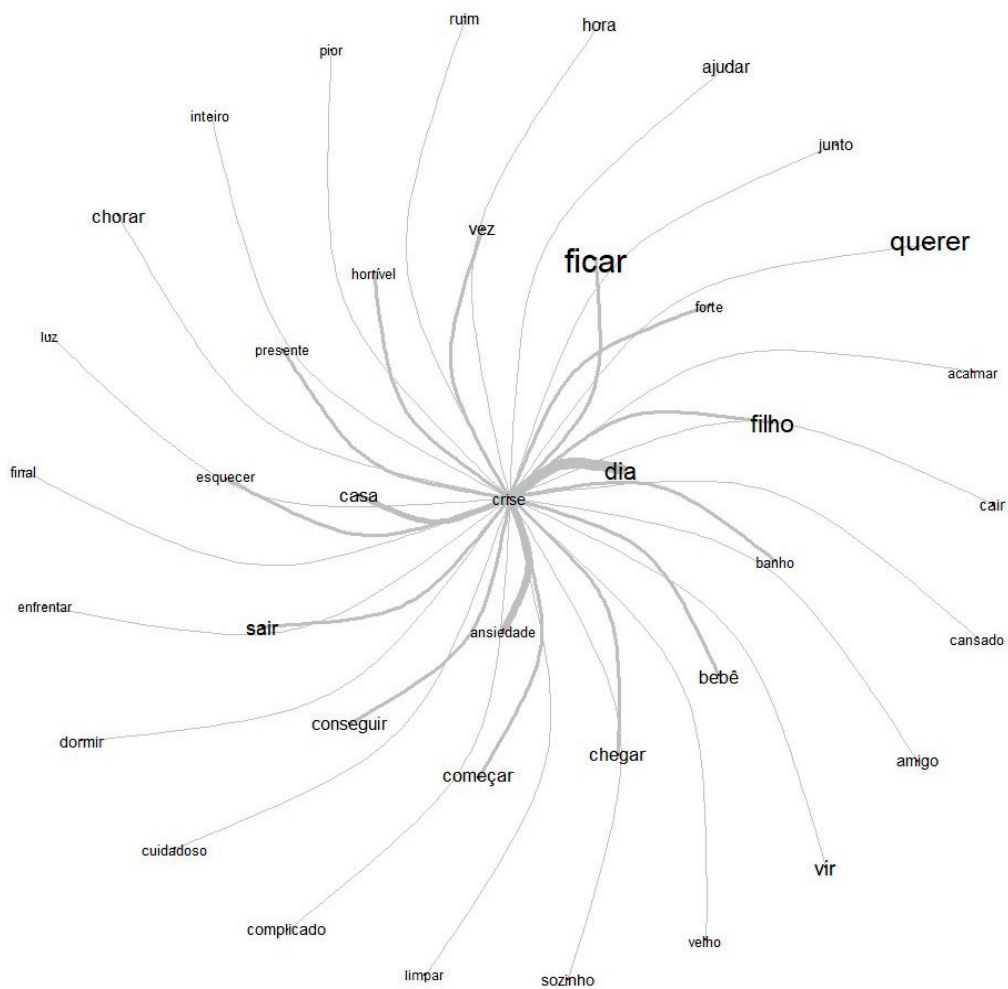 ruim
hora
pior
ajudar
inteiro
junto
chorar
vez
ficar
querer
horrível
forte
luz
presente
acalmar
filho
final
esquecer
casa
crise
dia
cair
enfrentar
sair
ansiedade
banho
cansado
dormir
conseguir
começar
chegar
bebê
amigo
cuidadoso
vir
complicado
limpar
sozinho
velho